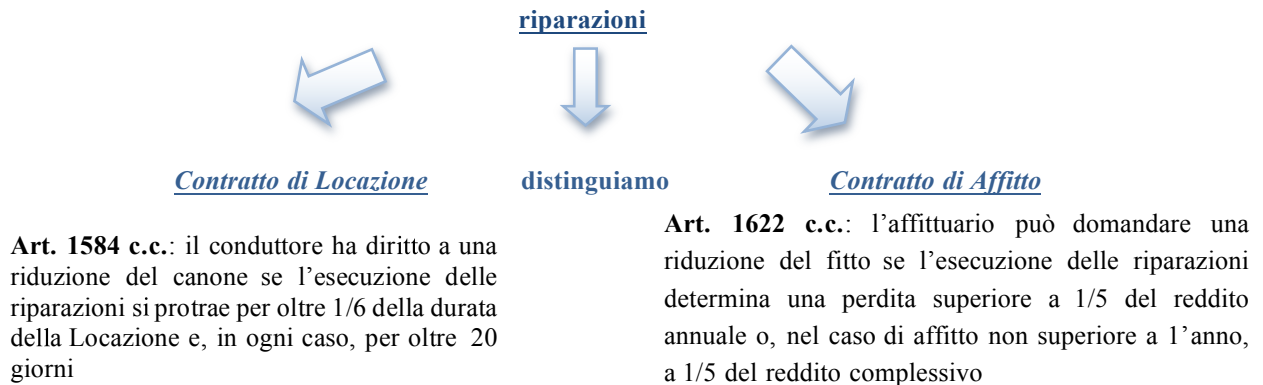 riparazioni
Contratto di Locazione
distinguiamo
Contratto di Affitto
Art. 1584 c.c.: il conduttore ha diritto a una
riduzione del canone se l'esecuzione delle
riparazioni si protrae per oltre 1/6 della durata
della Locazione e, in ogni caso, per oltre 20
giorni
Art. 1622 c.c.: l'affittuario può domandare una
riduzione del fitto se l'esecuzione delle riparazioni
determina una perdita superiore a 1/5 del reddito
annuale o, nel caso di affitto non superiore a 1'anno,
a 1/5 del reddito complessivo